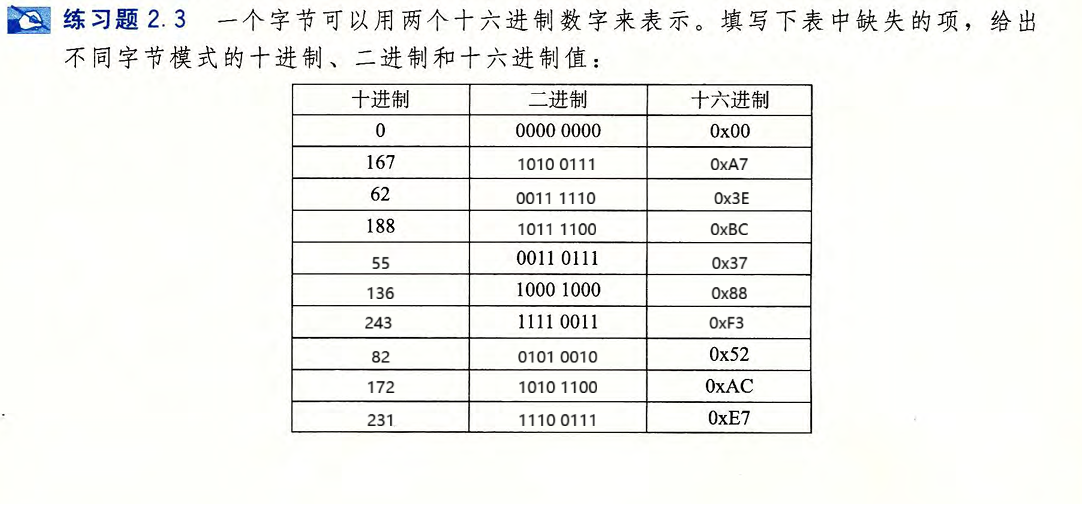 练习题 2.3 一个字节可以用两个十六进制数字来表示。填写下表中缺失的项，给出
不同字节模式的十进制、二进制和十六进制值：
十进制 二进制 十六进制
0 0000 0000 0x00
167 1010 0111 0xA7
62 0011 1110 0x3E
188 1011 1100 0xBC
55 0011 0111 0x37
136 1000 1000 0x88
243 1111 0011 0xF3
82 0101 0010 0x52
172 1010 1100 0xAC
231 1110 0111 0xE7